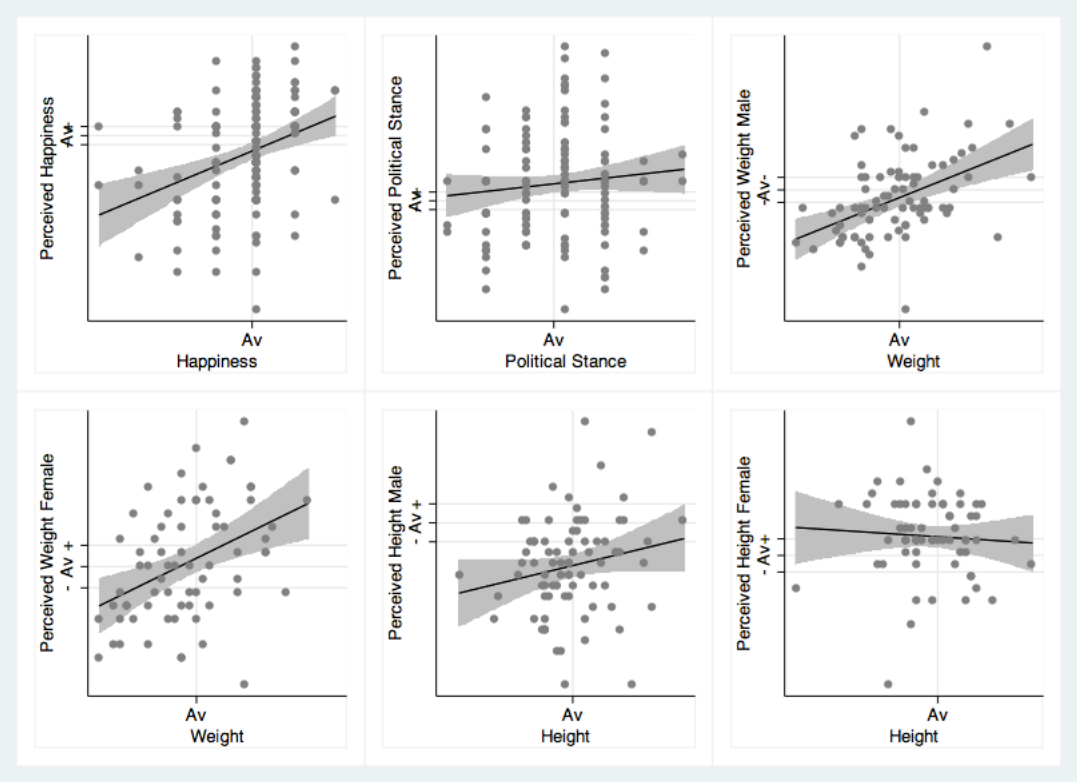 Perceived Happiness
Av
Av
Happiness
Perceived Political Stance
Av
Av
Political Stance
Perceived Weight Male
-Av-
Av
Weight
Perceived Weight Female
- Av +
Av
Weight
Perceived Height Male
- Av +
Av
Height
Perceived Height Female
- Av+
Av
Height